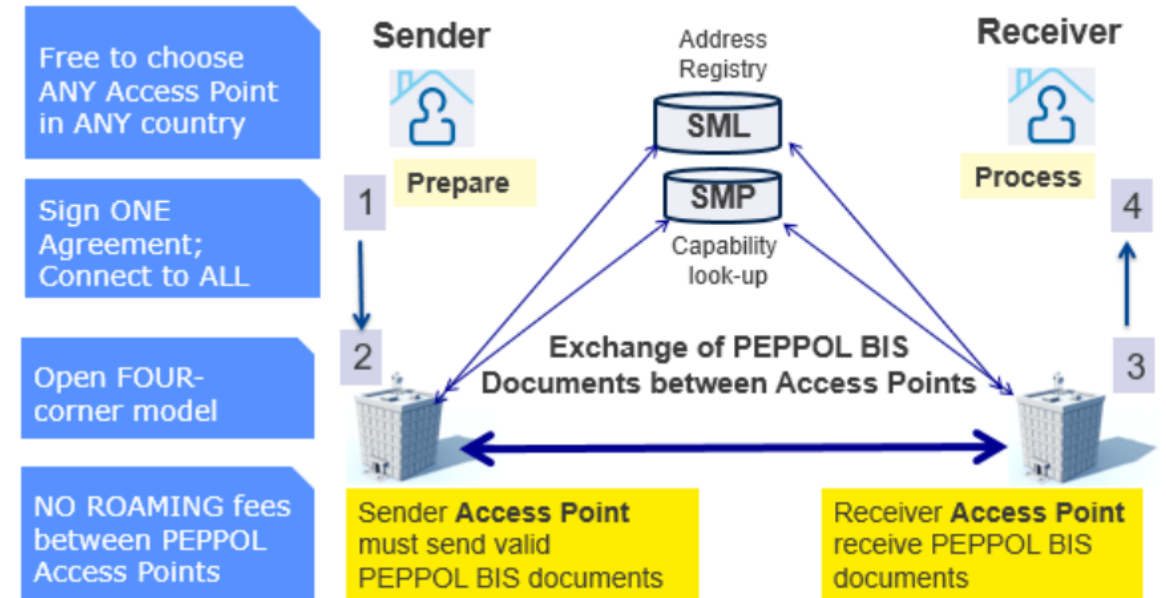 Free to choose
ANY Access Point
in ANY country
Sign ONE
Agreement;
Connect to ALL
Open FOUR-
corner model
NO ROAMING fees
between PEPPOL
Access Points
Sender
Prepare
1
2
Address
Registry
SML
SMP
Capability
look-up
Receiver
Process
4
3
Exchange of PEPPOL BIS
Documents between Access Points
Sender Access Point
must send valid
PEPPOL BIS documents
Receiver Access Point
receive PEPPOL BIS
documents